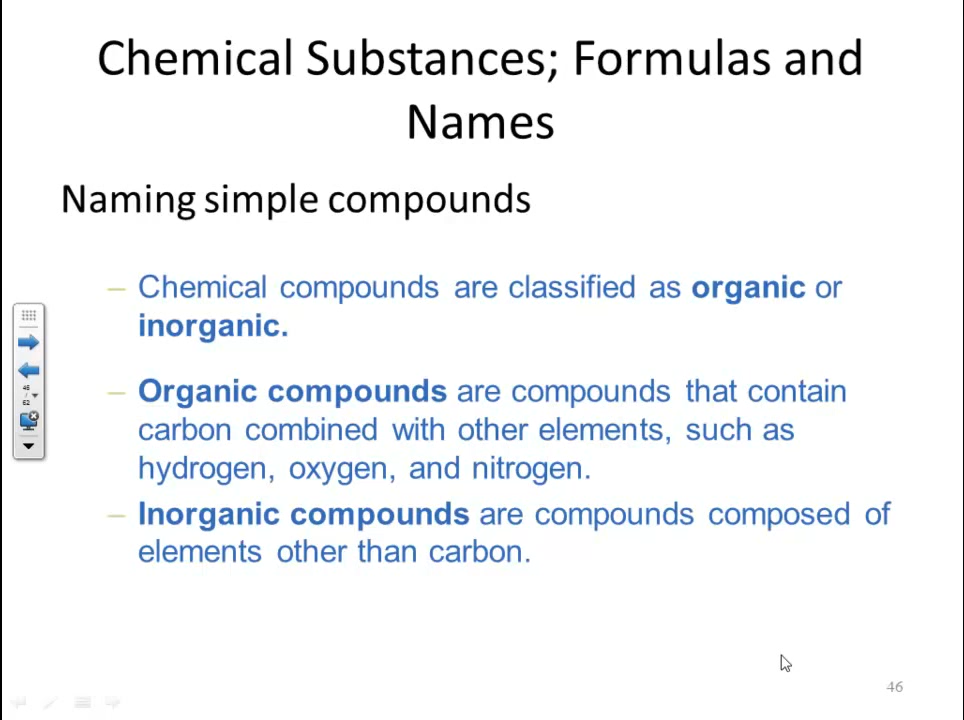 Chemical Substances; Formulas and
Names
Naming simple compounds
– Chemical compounds are classified as organic or
inorganic.
– Organic compounds are compounds that contain
carbon combined with other elements, such as
hydrogen, oxygen, and nitrogen.
– Inorganic compounds are compounds composed of
elements other than carbon.
46
/
62
46